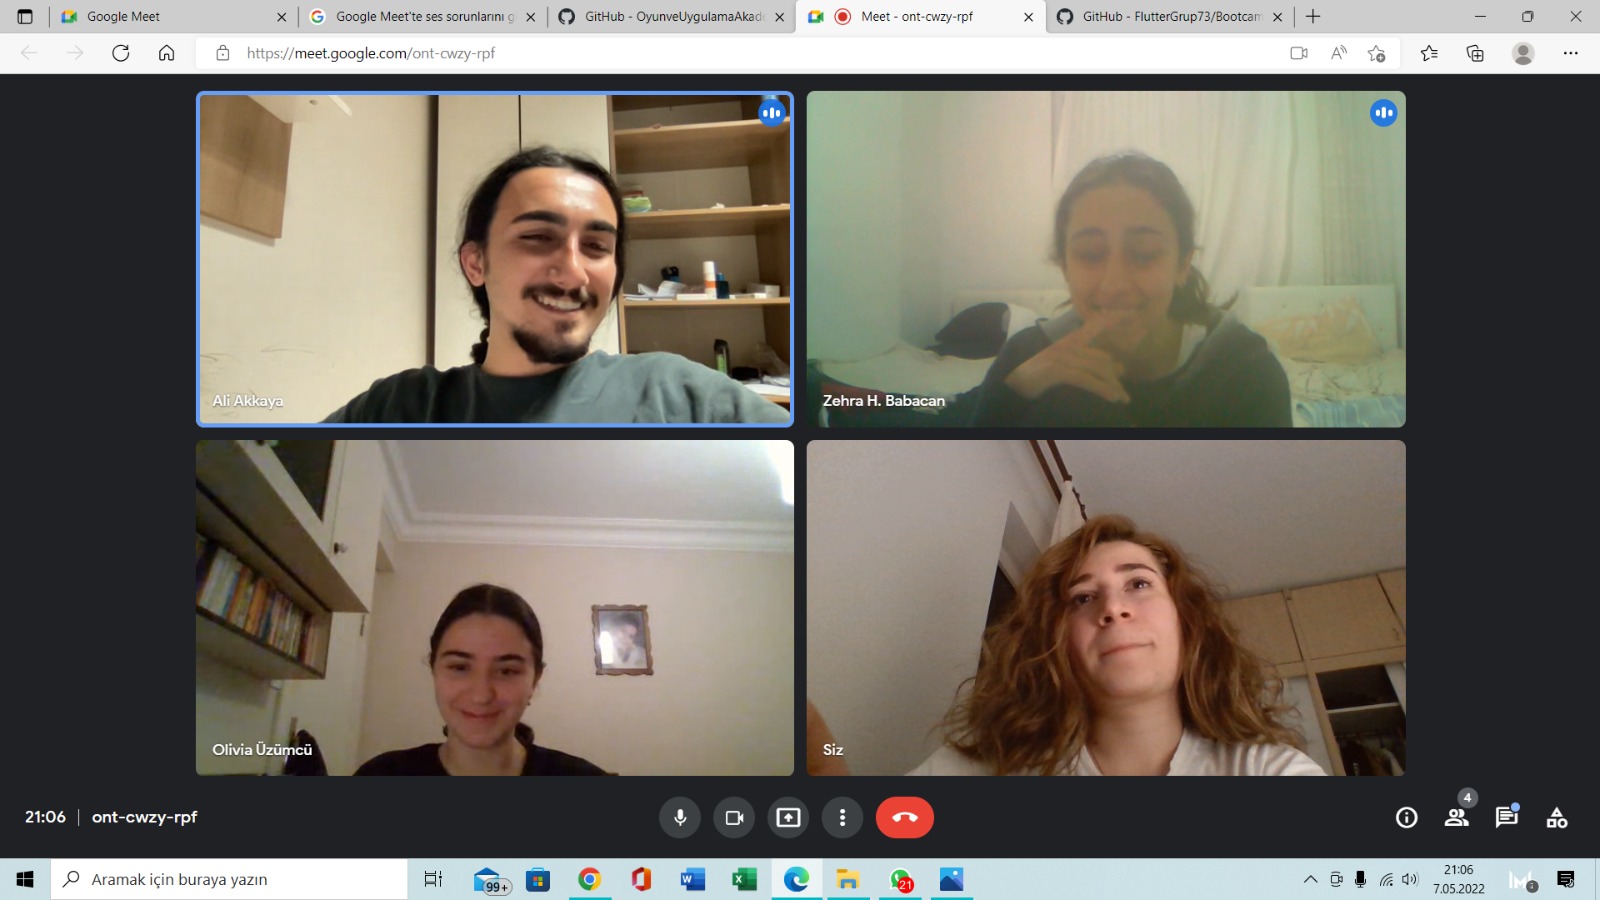 Google Meet
Google Meet'te ses sorunlarını g
GitHub - OyunveUygulamaAkade
Meet - ont-cwzy-rpf
GitHub - FlutterGrup73/Bootcam
https://meet.google.com/ont-cwzy-rpf
Ali Akkaya
Zehra H. Babacan
Olivia Üzümcü
Siz
21:06 | ont-cwzy-rpf
4
Aramak için buraya yazın
99+
21
21:06
7.05.2022